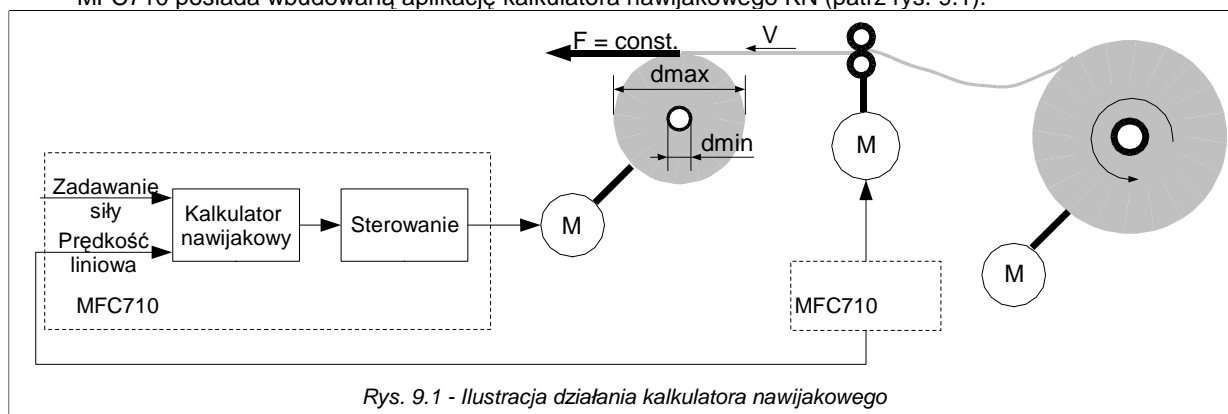 MFC710 posiada wbudowaną aplikację kalkulatora nawijakowego KN (patrz rys. 9.1).
F = const.
V
dmax
dmin
M
Zadawanie
siły
Kalkulator
nawijakowy
Sterowanie
M
Prędkość
liniowa
M
MFC710
MFC710
Rys. 9.1 - Ilustracja działania kalkulatora nawijakowego